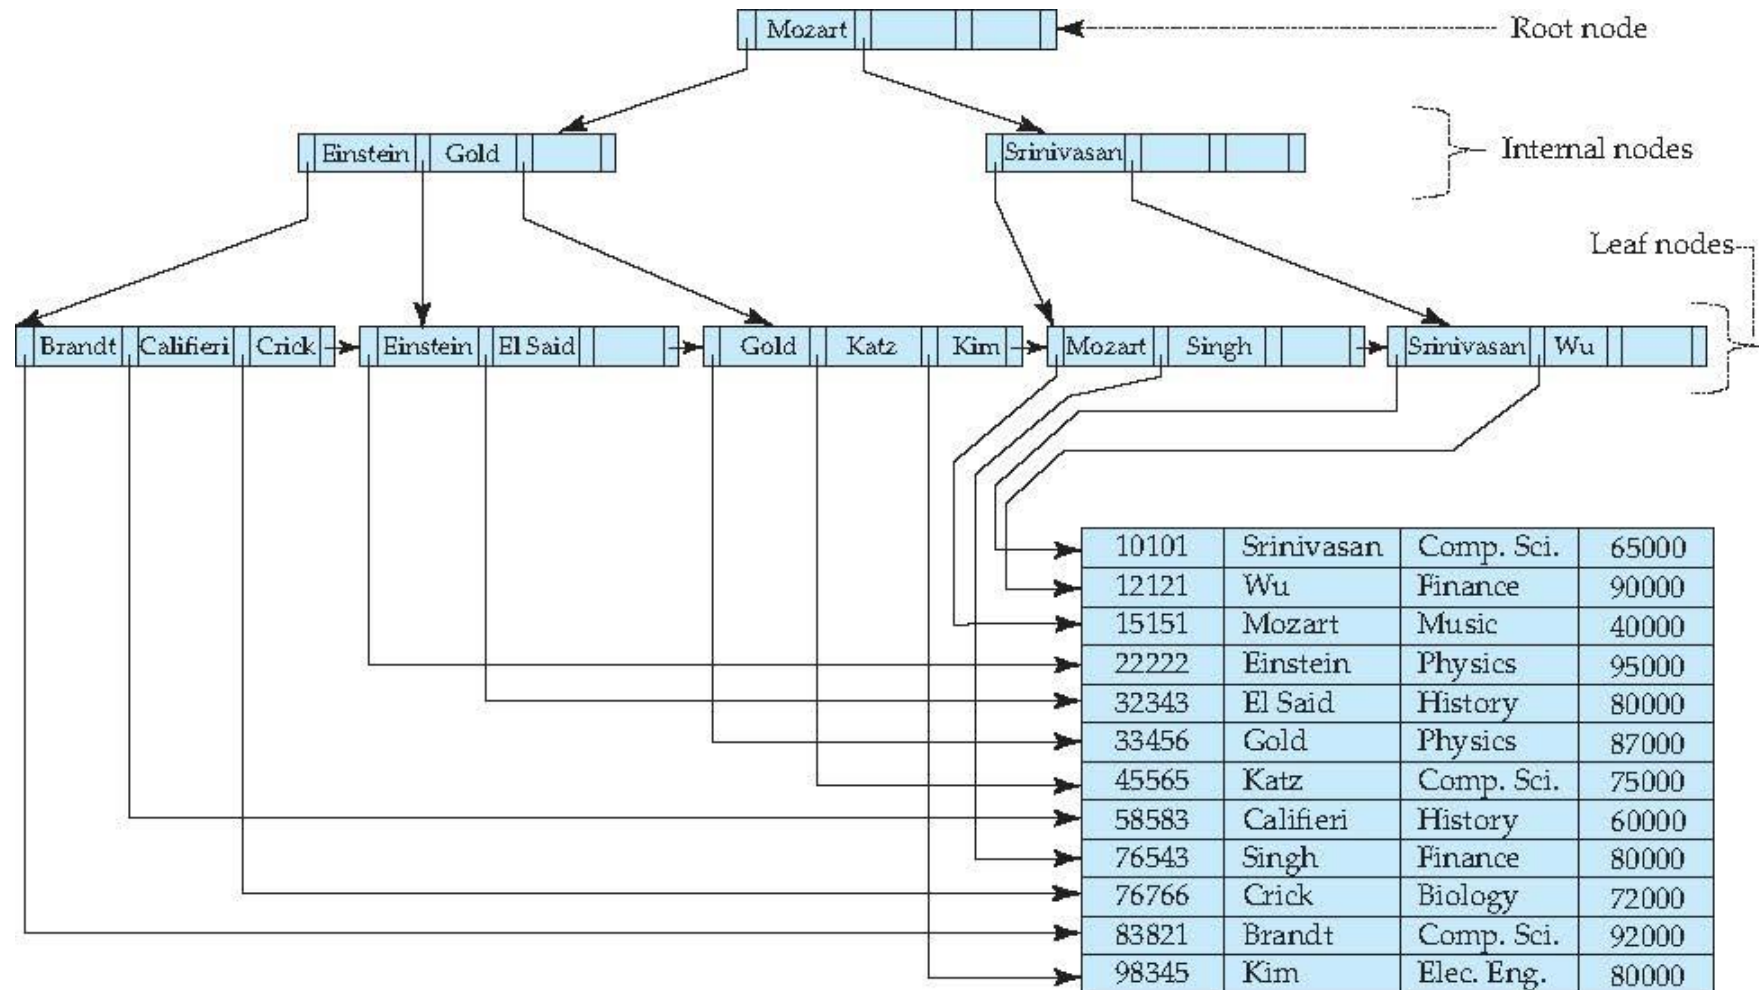 Mozart
Root node
Einstein Gold
Srinivasan
Internal nodes
Leaf nodes
Brandt Califieri Crick
Einstein El Said
Gold Katz Kim
Mozart Singh
Srinivasan Wu
10101 Srinivasan Comp. Sci. 65000
12121 Wu Finance 90000
15151 Mozart Music 40000
22222 Einstein Physics 95000
32343 El Said History 80000
33456 Gold Physics 87000
45565 Katz Comp. Sci. 75000
58583 Califieri History 60000
76543 Singh Finance 80000
76766 Crick Biology 72000
83821 Brandt Comp. Sci. 92000
98345 Kim Elec. Eng. 80000